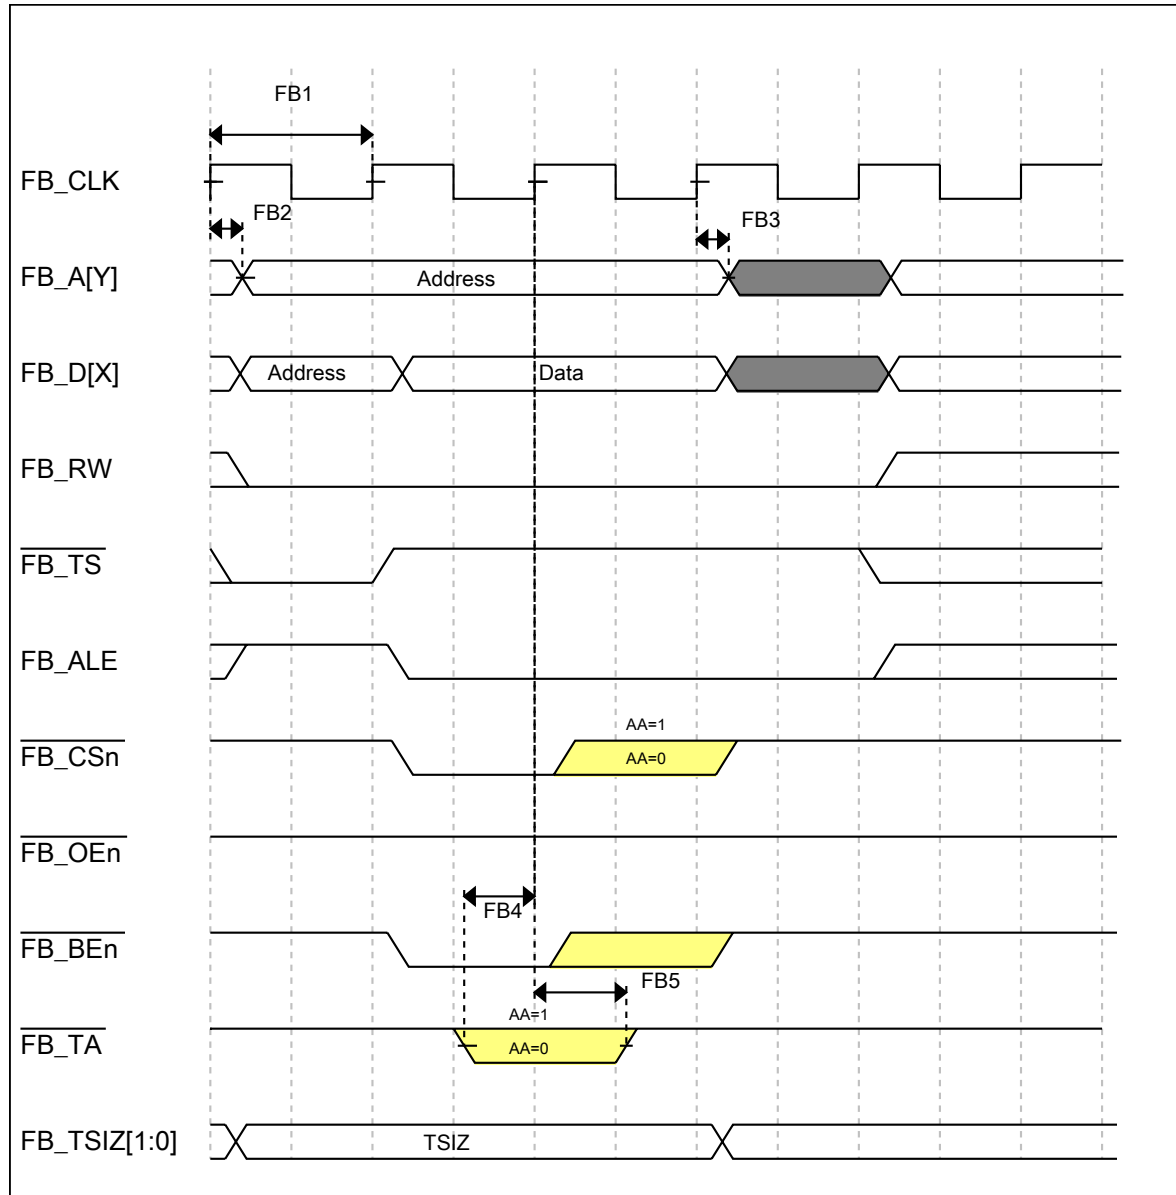 FB1
FB_CLK
FB2
FB3
FB_A[Y]
Address
FB_D[X]
Address
Data
FB_RW
FB_TS
FB_ALE
AA=1
FB_CSn
AA=0
FB_OEn
FB4
FB_BEn
FB5
AA=1
FB_TA
AA=0
FB_TSIZ[1:0]
TSIZ